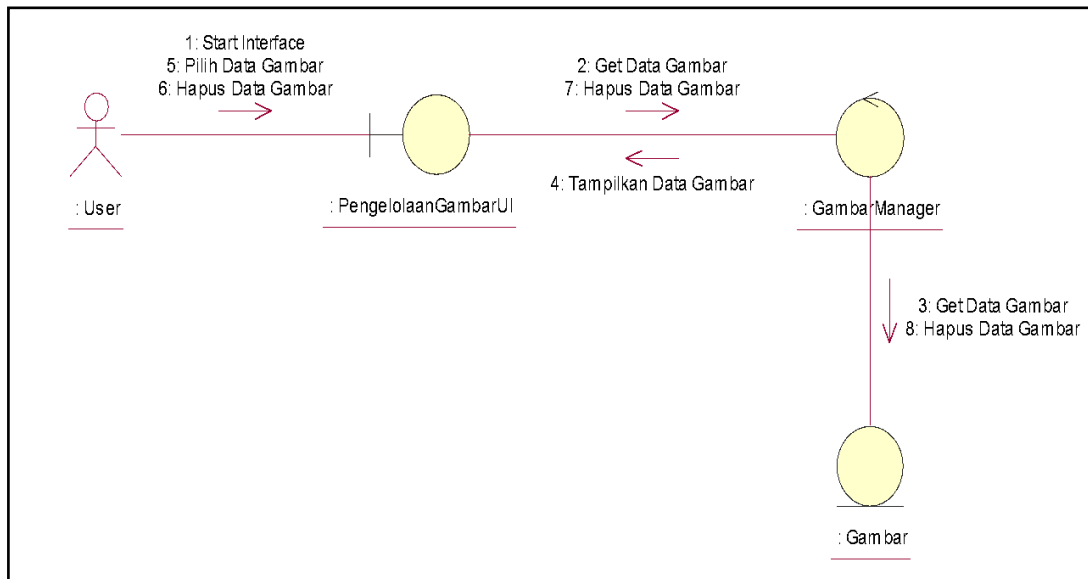 1: Start Interface
5: Pilih Data Gambar
6: Hapus Data Gambar
2: Get Data Gambar
7: Hapus Data Gambar
4: Tampilkan Data Gambar
: User
: PengelolaanGambarUI
: GambarManager
3: Get Data Gambar
8: Hapus Data Gambar
: Gambar